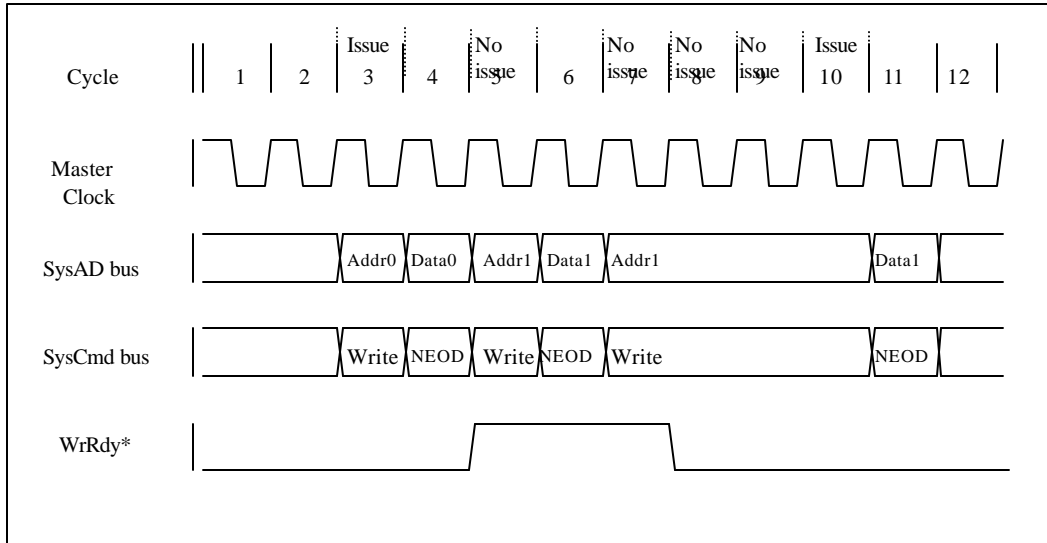 Issue No No No No Issue
issue issue issue issue
Cycle 1 2 3 4 5 6 7 8 9 10 11 12
Master
Clock
SysAD bus Addr0 Data0 Addr1 Data1 Addr1 Data1
SysCmd bus Write NEOD Write NEOD Write NEOD
WrRdy*